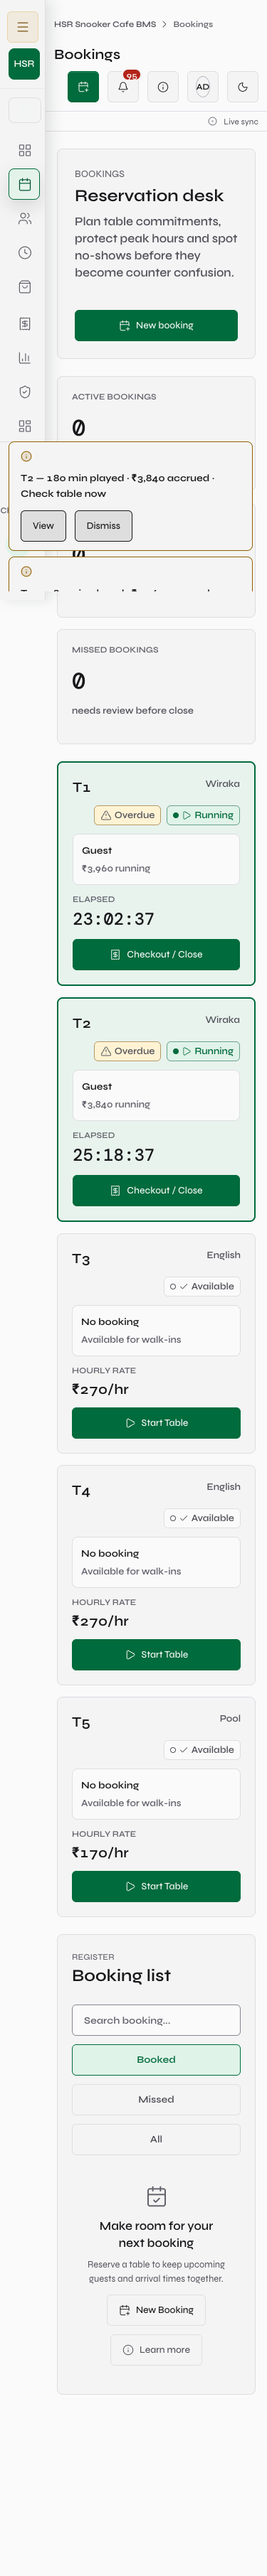 HSR Snooker Cafe BMS > Bookings
HSR
Bookings
95
AD
Live sync
BOOKINGS
Reservation desk
Plan table commitments,
protect peak hours and spot
no-shows before they
become counter confusion.
New booking
ACTIVE BOOKINGS
0
T2 — 180 min played · ₹3,840 accrued ·
Check table now
View
Dismiss
MISSED BOOKINGS
0
needs review before close
T1
Wiraka
Overdue
Running
Guest
₹3,960 running
ELAPSED
23:02:37
Checkout / Close
T2
Wiraka
Overdue
Running
Guest
₹3,840 running
ELAPSED
25:18:37
Checkout / Close
T3
English
Available
No booking
Available for walk-ins
HOURLY RATE
₹270/hr
Start Table
T4
English
Available
No booking
Available for walk-ins
HOURLY RATE
₹270/hr
Start Table
T5
Pool
Available
No booking
Available for walk-ins
HOURLY RATE
₹170/hr
Start Table
REGISTER
Booking list
Search booking...
Booked
Missed
All
Make room for your
next booking
Reserve a table to keep upcoming
guests and arrival times together.
New Booking
Learn more